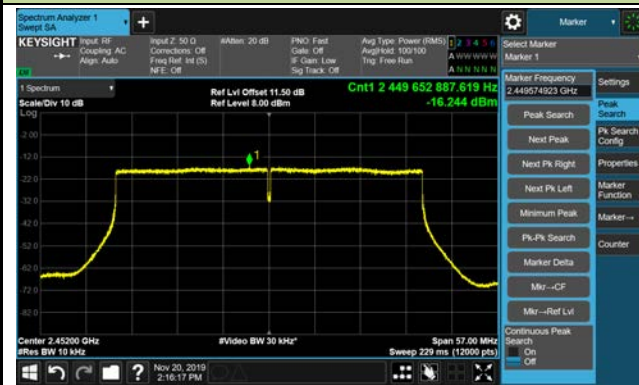 Spectrum Analyzer 1
Swept SA
Marker
KEYSIGHT
Input: RF
Coupling: AC
Align: Auto
Input Z: 50 Ω
Corrections: Off
Freq Ref: Int (S)
NFE: Off
#Atten: 20 dB
PNO: Fast
Gate: Off
IF Gain: Low
Sig Track: Off
Avg Type: Power (RMS)
Avg|Hold: 100/100
Trig: Free Run
1 2 3 4 5 6
A W W W W W
A N N N N N
Select Marker
Marker 1
1 Spectrum
Scale/Div 10 dB
Log
Ref Lvl Offset 11.50 dB
Ref Level 8.00 dBm
Cnt1 2 449 652 887.619 Hz
-16.244 dBm
Marker Frequency
2.449574923 GHz
Settings
Peak Search
Peak
Search
Next Peak
Pk Search
Config
Next Pk Right
Properties
Next Pk Left
Marker
Function
Minimum Peak
Marker→
Pk-Pk Search
Counter
Marker Delta
Mkr→CF
Mkr→Ref Lvl
Continuous Peak
Search
On
Off
1
-2.00
-12.0
-22.0
-32.0
-42.0
-52.0
-62.0
-72.0
-82.0
Center 2.45200 GHz
#Res BW 10 kHz
#Video BW 30 kHz*
Span 57.00 MHz
Sweep 229 ms (12000 pts)
Nov 20, 2019
2:16:17 PM